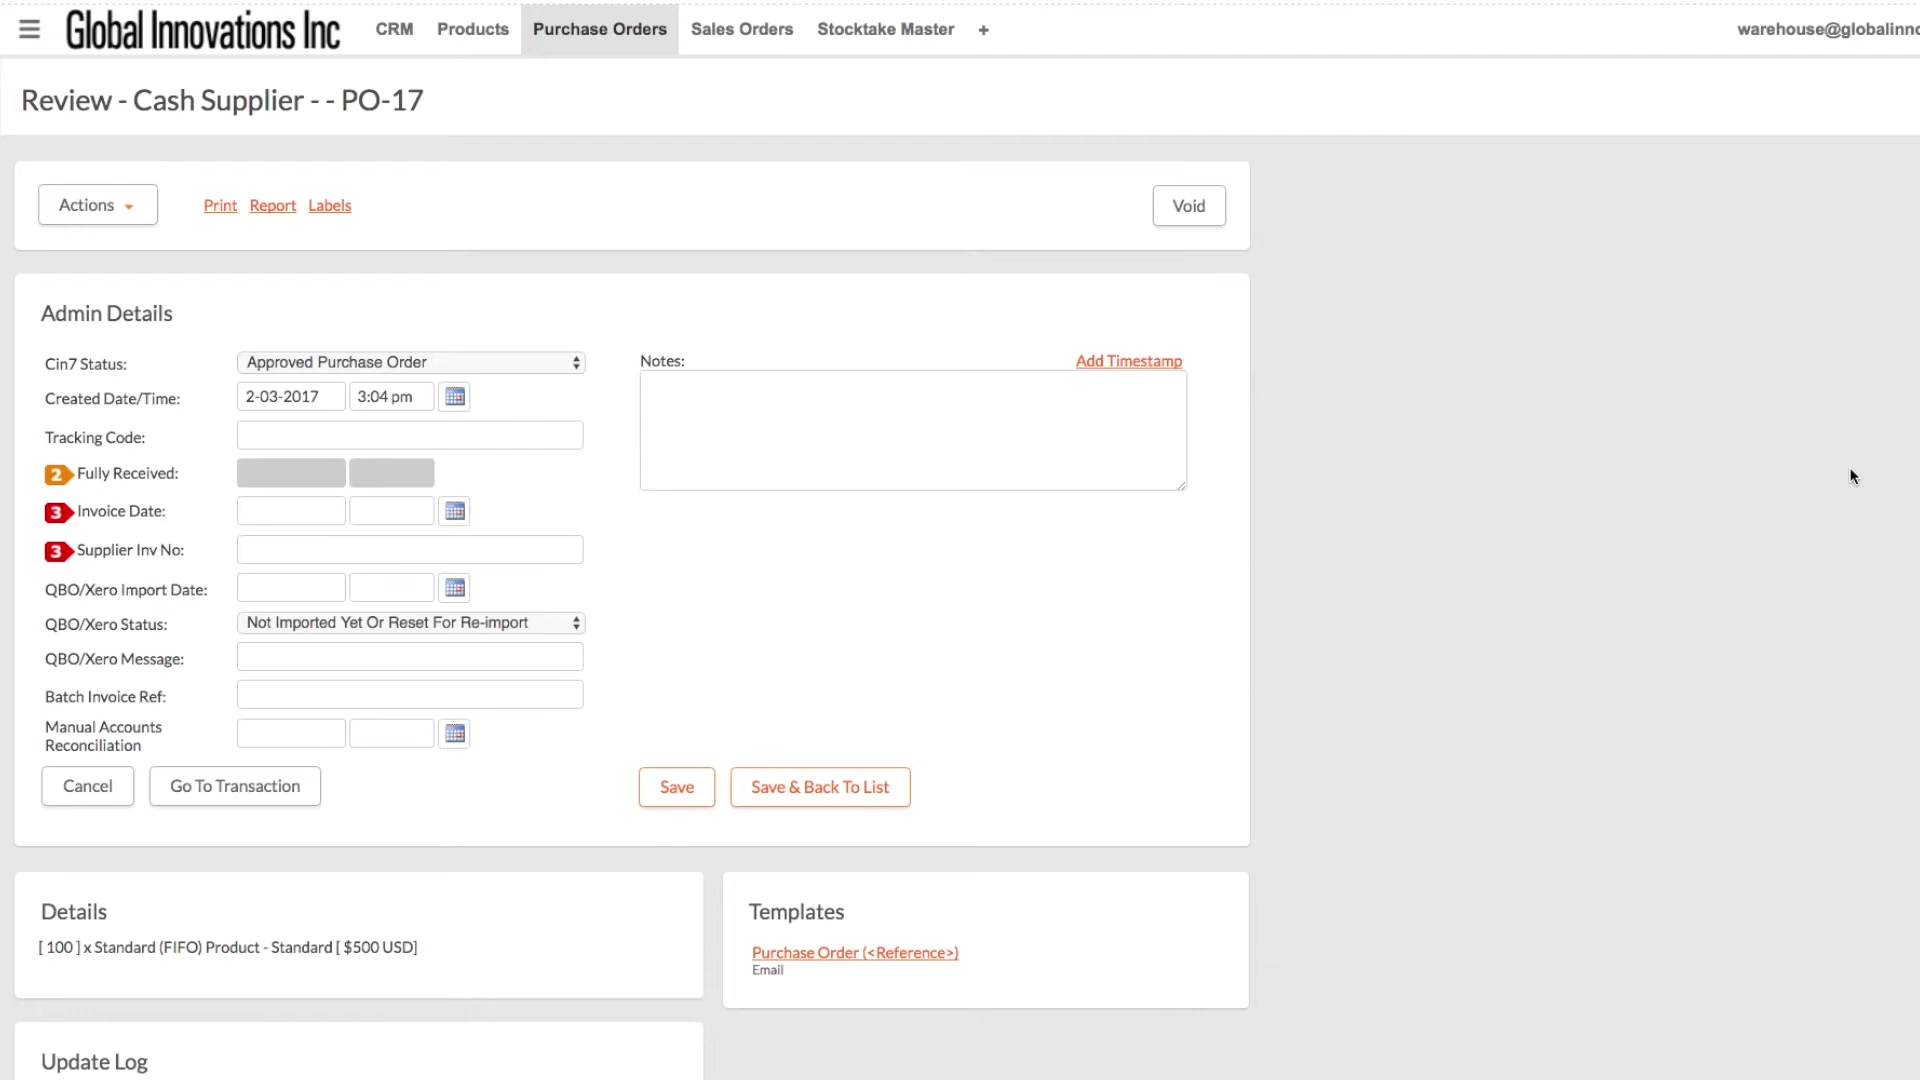 Global Innovations Inc CRM Products Purchase Orders Sales Orders Stocktake Master + warehouse@globalinno
Review - Cash Supplier - - PO-17
Actions Print Report Labels Void
Admin Details
Cin7 Status: Approved Purchase Order Notes: Add Timestamp
Created Date/Time: 2-03-2017 3:04 pm
Tracking Code:
2 Fully Received:
3 Invoice Date:
3 Supplier Inv No:
QBO/Xero Import Date:
QBO/Xero Status: Not Imported Yet Or Reset For Re-import
QBO/Xero Message:
Batch Invoice Ref:
Manual Accounts
Reconciliation
Cancel Go To Transaction Save Save & Back To List
Details
[ 100 ] x Standard (FIFO) Product - Standard [ $500 USD]
Templates
Purchase Order (<Reference>)
Email
Update Log